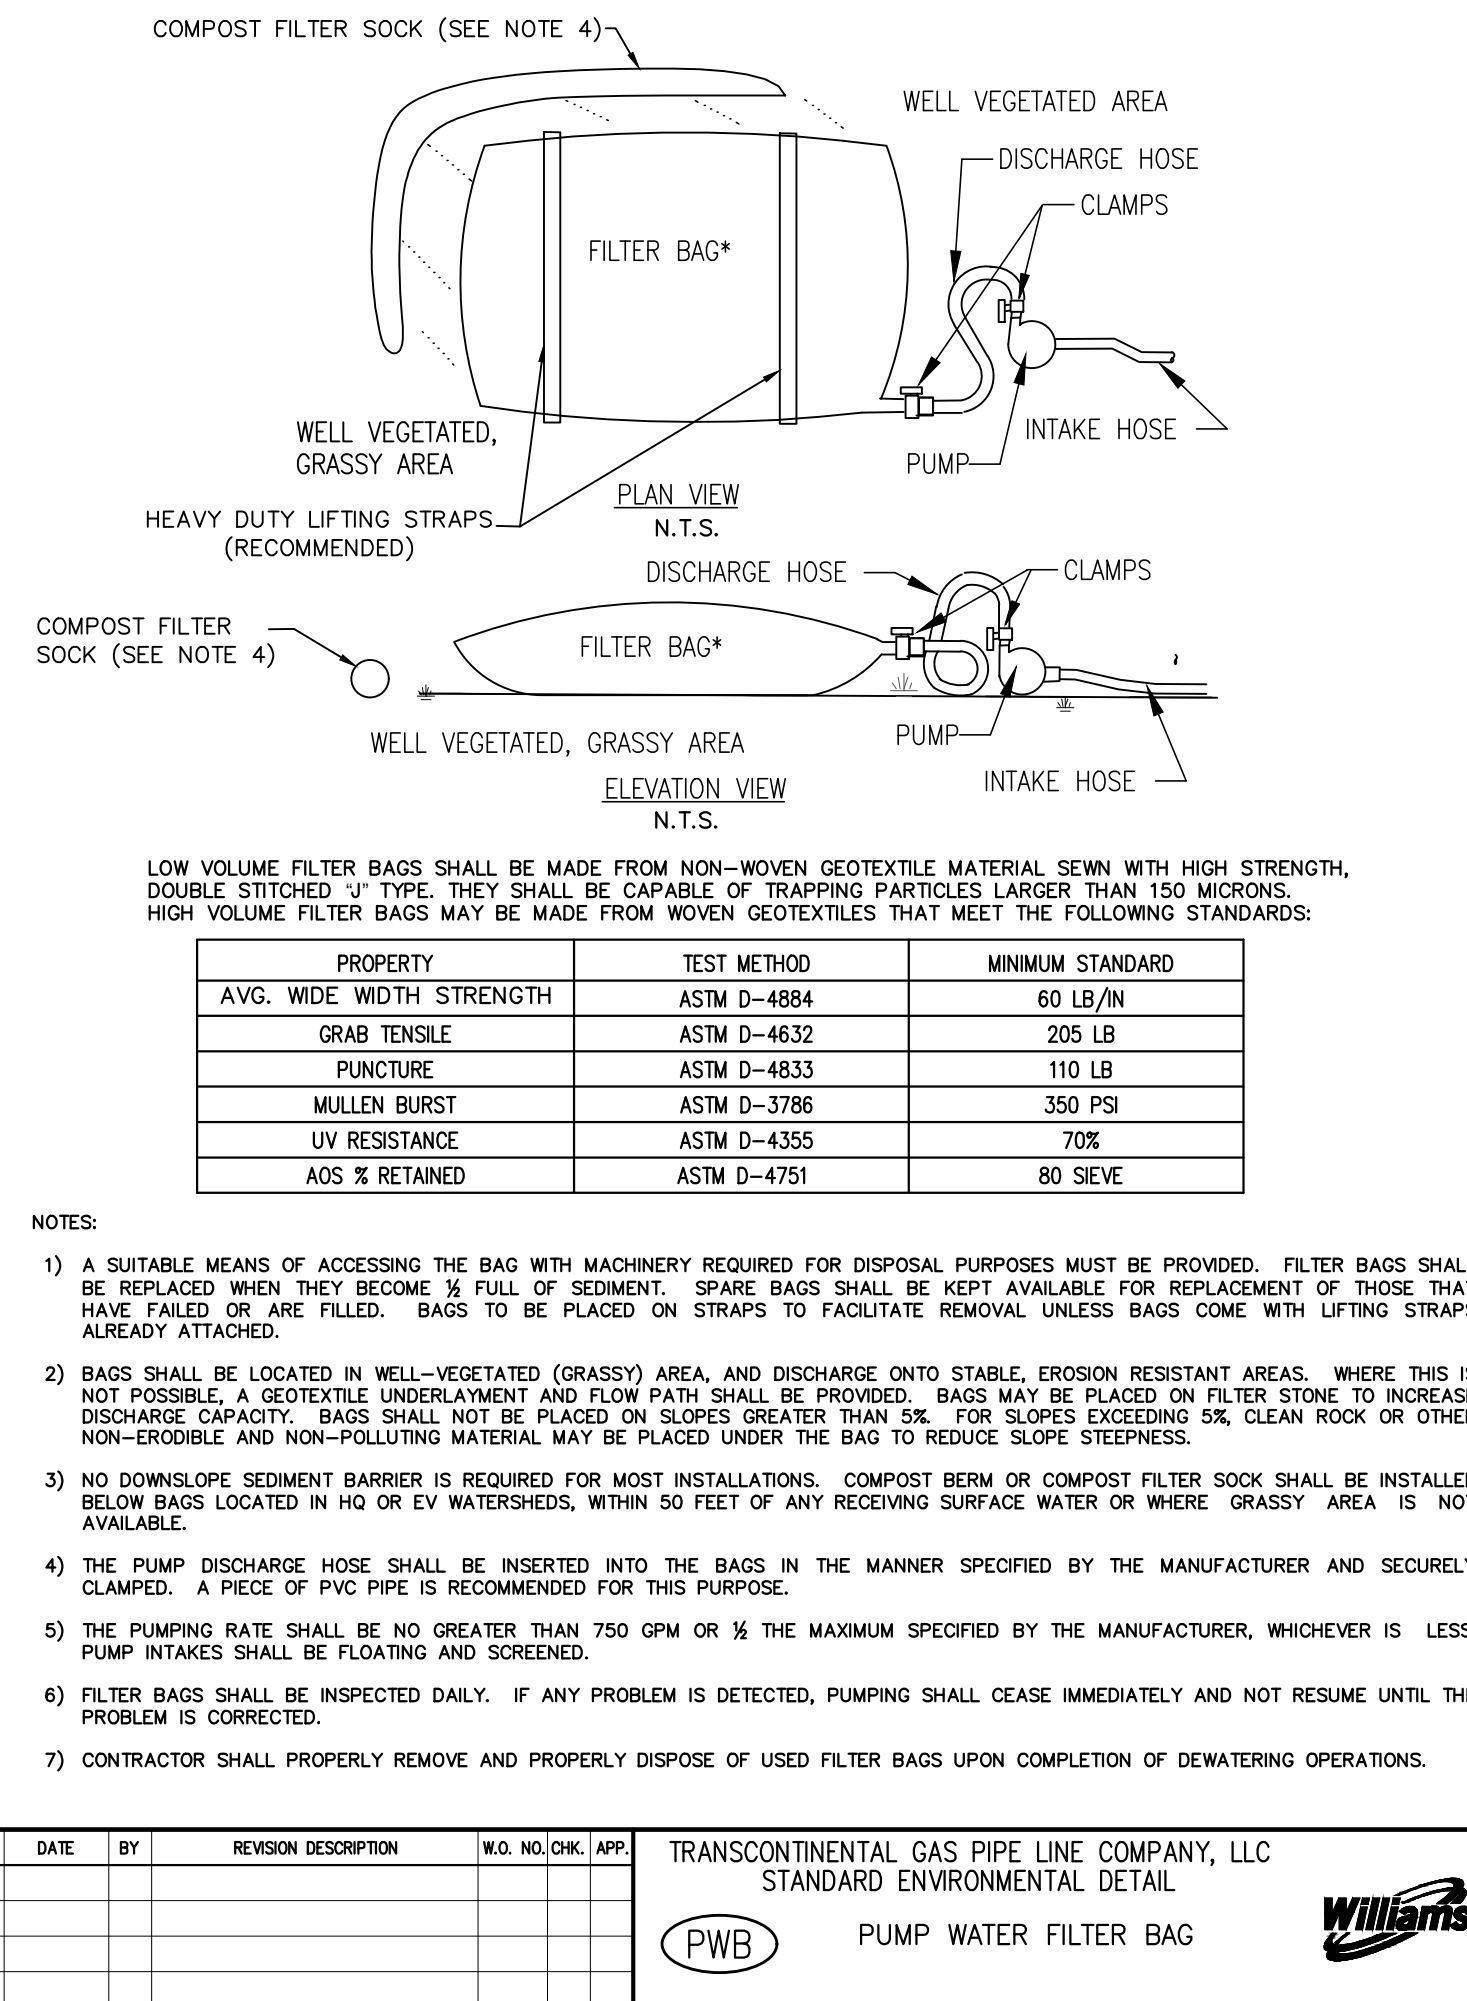 COMPOST FILTER SOCK (SEE NOTE 4)
WELL VEGETATED AREA
DISCHARGE HOSE
CLAMPS
FILTER BAG*
INTAKE HOSE
PUMP
WELL VEGETATED,
GRASSY AREA
PLAN VIEW
N.T.S.
HEAVY DUTY LIFTING STRAPS
(RECOMMENDED)
DISCHARGE HOSE
CLAMPS
COMPOST FILTER
SOCK (SEE NOTE 4)
FILTER BAG*
PUMP
WELL VEGETATED, GRASSY AREA
INTAKE HOSE
ELEVATION VIEW
N.T.S.
LOW VOLUME FILTER BAGS SHALL BE MADE FROM NON-WOVEN GEOTEXTILE MATERIAL SEWN WITH HIGH STRENGTH,
DOUBLE STITCHED "J" TYPE. THEY SHALL BE CAPABLE OF TRAPPING PARTICLES LARGER THAN 150 MICRONS.
HIGH VOLUME FILTER BAGS MAY BE MADE FROM WOVEN GEOTEXTILES THAT MEET THE FOLLOWING STANDARDS:
PROPERTY TEST METHOD MINIMUM STANDARD
AVG. WIDE WIDTH STRENGTH ASTM D-4884 60 LB/IN
GRAB TENSILE ASTM D-4632 205 LB
PUNCTURE ASTM D-4833 110 LB
MULLEN BURST ASTM D-3786 350 PSI
UV RESISTANCE ASTM D-4355 70%
AOS % RETAINED ASTM D-4751 80 SIEVE
NOTES:
1) A SUITABLE MEANS OF ACCESSING THE BAG WITH MACHINERY REQUIRED FOR DISPOSAL PURPOSES MUST BE PROVIDED. FILTER BAGS SHAL
BE REPLACED WHEN THEY BECOME ½ FULL OF SEDIMENT. SPARE BAGS SHALL BE KEPT AVAILABLE FOR REPLACEMENT OF THOSE THAT
HAVE FAILED OR ARE FILLED. BAGS TO BE PLACED ON STRAPS TO FACILITATE REMOVAL UNLESS BAGS COME WITH LIFTING STRAPS
ALREADY ATTACHED.
2) BAGS SHALL BE LOCATED IN WELL-VEGETATED (GRASSY) AREA, AND DISCHARGE ONTO STABLE, EROSION RESISTANT AREAS. WHERE THIS IS
NOT POSSIBLE, A GEOTEXTILE UNDERLAYMENT AND FLOW PATH SHALL BE PROVIDED. BAGS MAY BE PLACED ON FILTER STONE TO INCREASE
DISCHARGE CAPACITY. BAGS SHALL NOT BE PLACED ON SLOPES GREATER THAN 5%. FOR SLOPES EXCEEDING 5%, CLEAN ROCK OR OTHER
NON-ERODIBLE AND NON-POLLUTING MATERIAL MAY BE PLACED UNDER THE BAG TO REDUCE SLOPE STEEPNESS.
3) NO DOWNSLOPE SEDIMENT BARRIER IS REQUIRED FOR MOST INSTALLATIONS. COMPOST BERM OR COMPOST FILTER SOCK SHALL BE INSTALLED
BELOW BAGS LOCATED IN HQ OR EV WATERSHEDS, WITHIN 50 FEET OF ANY RECEIVING SURFACE WATER OR WHERE GRASSY AREA IS NOT
AVAILABLE.
4) THE PUMP DISCHARGE HOSE SHALL BE INSERTED INTO THE BAGS IN THE MANNER SPECIFIED BY THE MANUFACTURER AND SECURELY
CLAMPED. A PIECE OF PVC PIPE IS RECOMMENDED FOR THIS PURPOSE.
5) THE PUMPING RATE SHALL BE NO GREATER THAN 750 GPM OR ½ THE MAXIMUM SPECIFIED BY THE MANUFACTURER, WHICHEVER IS LESS
PUMP INTAKES SHALL BE FLOATING AND SCREENED.
6) FILTER BAGS SHALL BE INSPECTED DAILY. IF ANY PROBLEM IS DETECTED, PUMPING SHALL CEASE IMMEDIATELY AND NOT RESUME UNTIL THE
PROBLEM IS CORRECTED.
7) CONTRACTOR SHALL PROPERLY REMOVE AND PROPERLY DISPOSE OF USED FILTER BAGS UPON COMPLETION OF DEWATERING OPERATIONS.
DATE BY REVISION DESCRIPTION W.O. NO. CHK. APP.
TRANSCONTINENTAL GAS PIPE LINE COMPANY, LLC
STANDARD ENVIRONMENTAL DETAIL
PWB PUMP WATER FILTER BAG
Williams